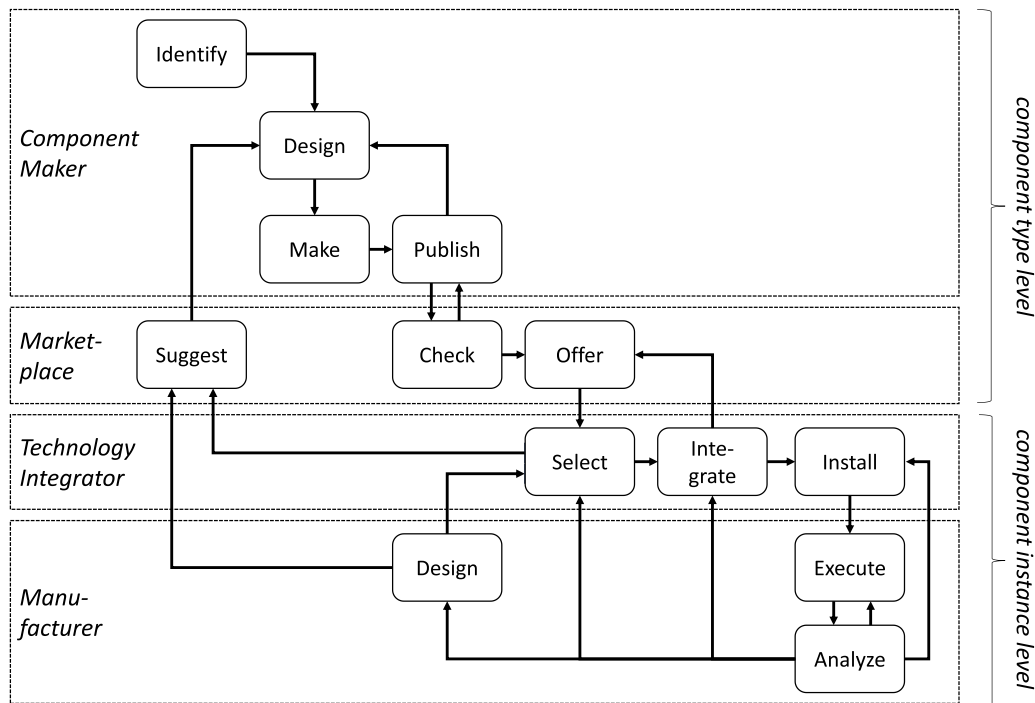 Identify
Component
Maker
Design
Make
Publish
component type level
Market-
place
Suggest
Check
Offer
Technology
Integrator
Select
Inte-
grate
Install
component instance level
Manu-
facturer
Design
Execute
Analyze